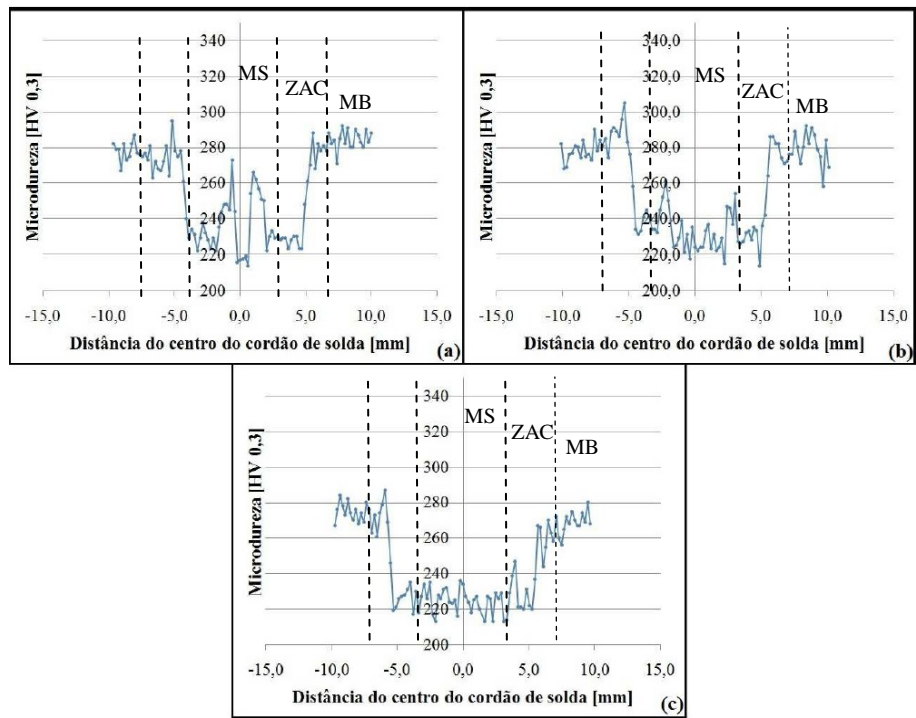 Microdureza [HV 0,3]
340
320
300
280
260
240
220
200
MS
ZAC
MB
-15,0 -10,0 -5,0 0,0 5,0 10,0 15,0
Distância do centro do cordão de solda [mm]
(a)
Microdureza [HV 0,3]
340,0
320,0
300,0
280,0
260,0
240,0
220,0
200,0
MS
ZAC
MB
-15,0 -10,0 -5,0 0,0 5,0 10,0 15,0
Distância do centro do cordão de solda [mm]
(b)
Microdureza [HV 0,3]
340
320
300
280
260
240
220
200
MS
ZAC
MB
-15,0 -10,0 -5,0 0,0 5,0 10,0 15,0
Distância do centro do cordão de solda [mm]
(c)